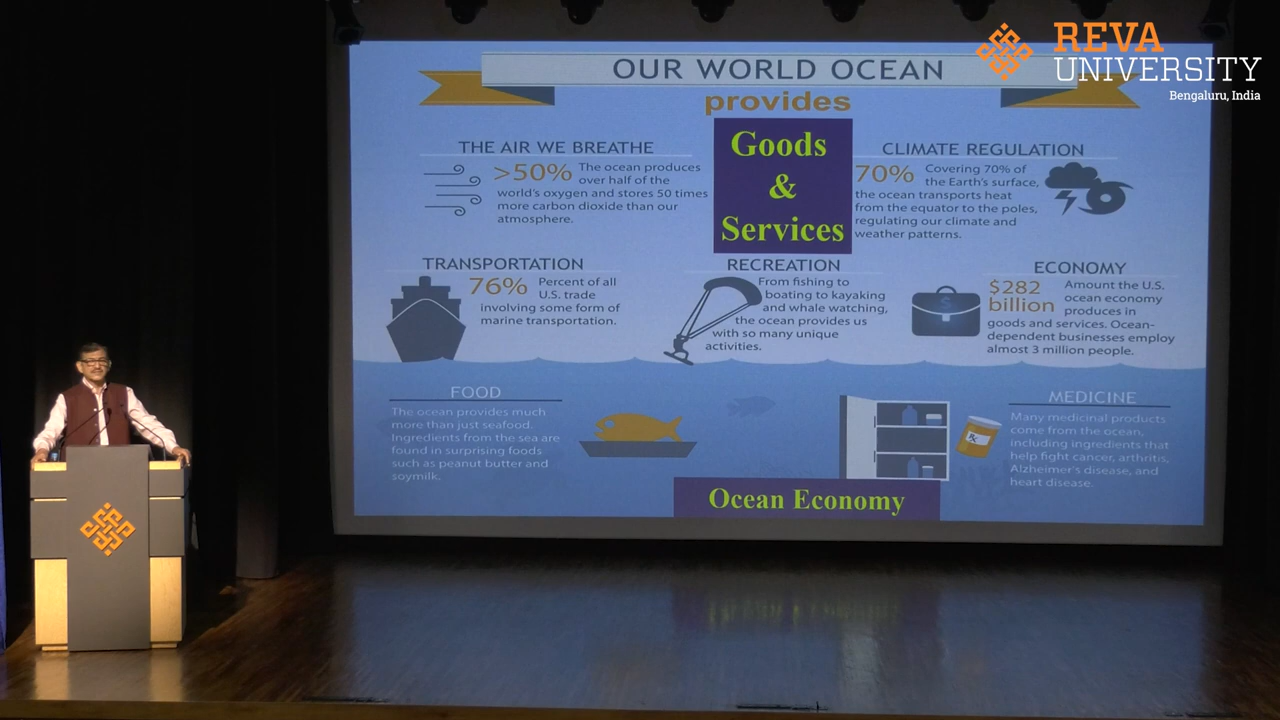 REVA
UNIVERSITY
Bengaluru, India
OUR WORLD OCEAN
provides
Goods
&
Services
THE AIR WE BREATHE
>50% The ocean produces
over half of the
world's oxygen and stores 50 times
more carbon dioxide than our
atmosphere.
CLIMATE REGULATION
70% Covering 70% of
the Earth's surface,
the ocean transports heat
from the equator to the poles,
regulating our climate and
weather patterns.
TRANSPORTATION
76% Percent of all
U.S. trade
involving some form of
marine transportation.
RECREATION
From fishing to
boating to kayaking
and whale watching,
the ocean provides us
with so many unique
activities.
ECONOMY
$282
billion
Amount the U.S.
ocean economy
produces in
goods and services. Ocean-
dependent businesses employ
almost 3 million people.
FOOD
The ocean provides much
more than just seafood.
Ingredients from the sea are
found in surprising foods
such as peanut butter and
soymilk.
$
Rx
MEDICINE
Many medicinal products
come from the ocean,
including ingredients that
help fight cancer, arthritis,
Alzheimer's disease, and
heart disease.
Ocean Economy